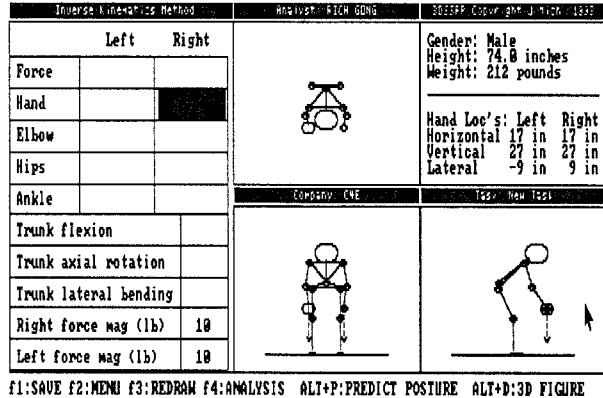 Inverse Kinematics Method
Analyst: RICH GONG
3DSSPP Copyright U Mich 1993
Left Right
Force
Hand
Elbow
Hips
Ankle
Trunk flexion
Trunk axial rotation
Trunk lateral bending
Right force mag (lb) 10
Left force mag (lb) 10
Gender: Male
Height: 74.0 inches
Weight: 212 pounds
Hand Loc's: Left Right
Horizontal 17 in 17 in
Vertical 27 in 27 in
Lateral -9 in 9 in
Company: C4E
Task: New Task
f1:SAVE f2:MENU f3:REDRAW f4:ANALYSIS ALT+P:PREDICT POSTURE ALT+D:3D FIGURE